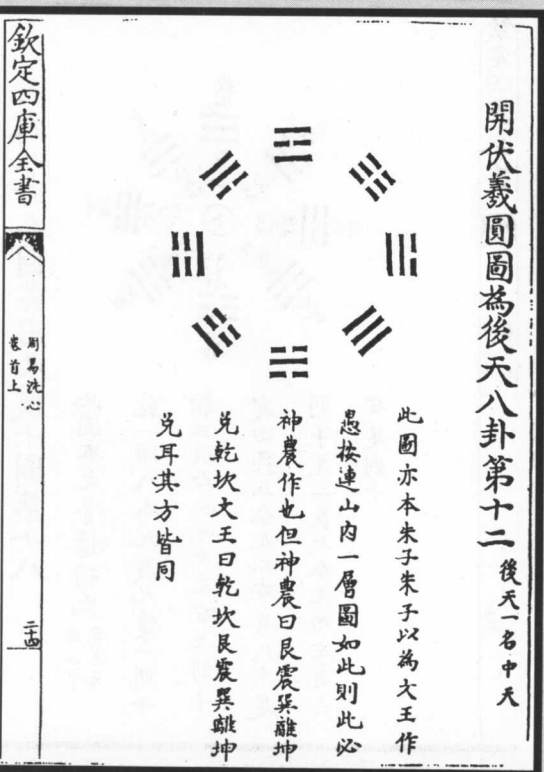 開伏羲圓圖為後天八卦第十二 後天一名中天
此圖亦本朱子朱子以為文王作
愚按連山内一層圖如此則此必
神農作也但神農曰艮震巽離坤
兌乾坎文王曰乾坎艮震巽離坤
兌耳其方皆同
欽定四庫全書
周易洗心
卷首上
二十四